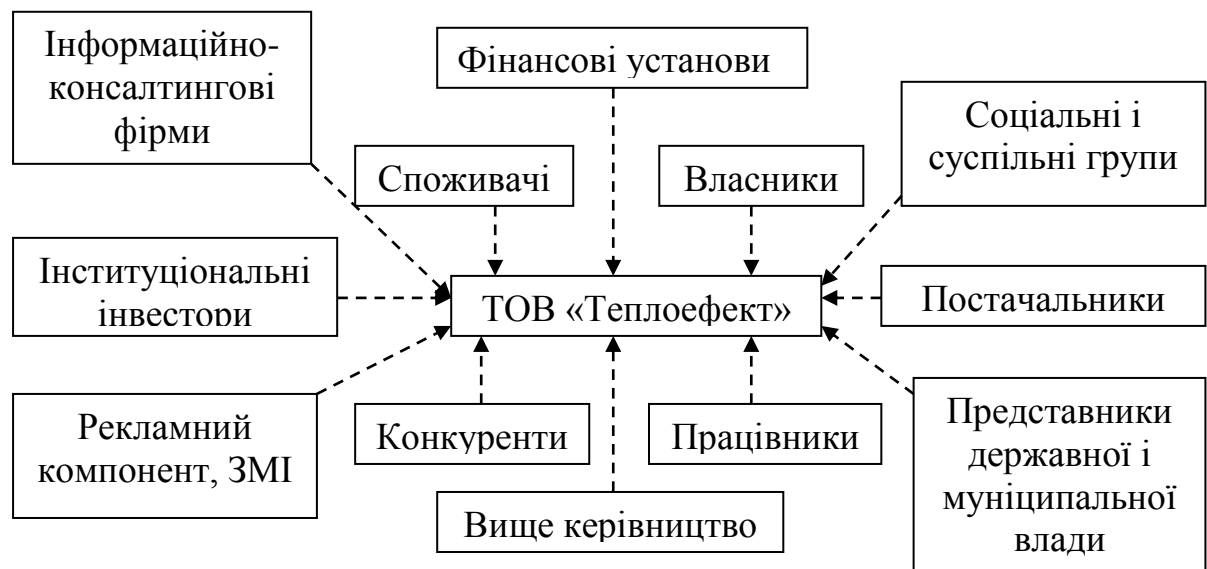 Інформаційно-
консалтингові
фірми
Фінансові установи
Соціальні і
суспільні групи
Споживачі
Власники
Інституціональні
інвестори
ТОВ «Теплоефект»
Постачальники
Рекламний
компонент, ЗМІ
Конкуренти
Працівники
Представники
державної і
муніципальної
влади
Вище керівництво